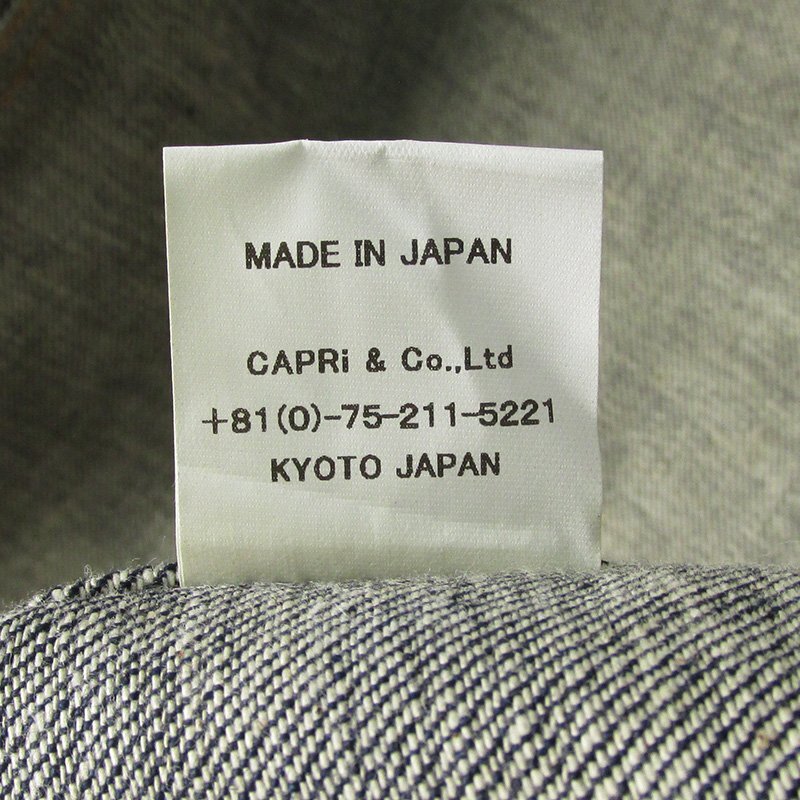 MADE IN JAPAN
CAPRi & Co.,Ltd
+81(0)-75-211-5221
KYOTO JAPAN